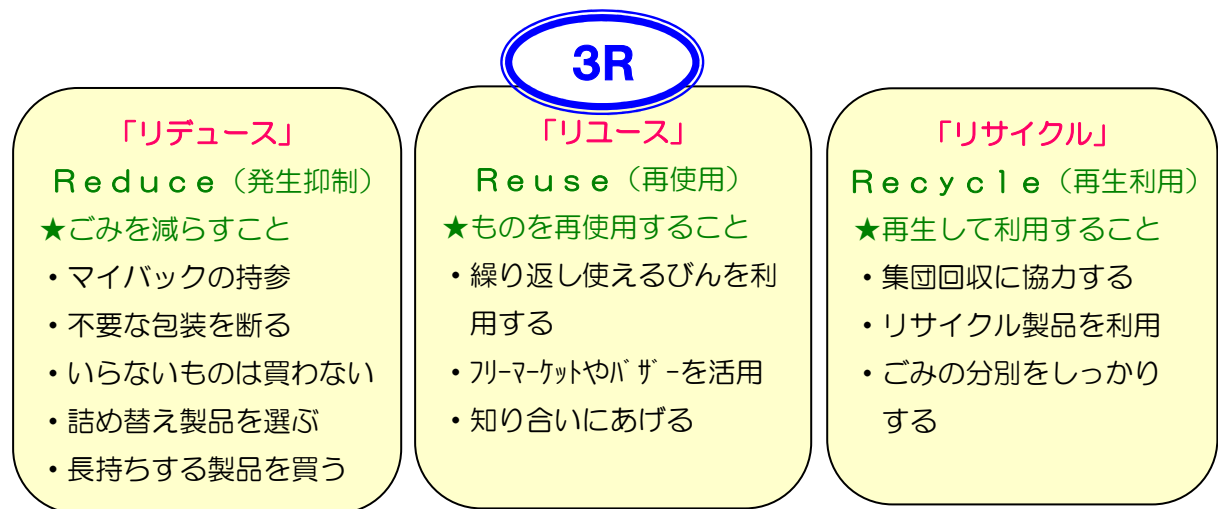 3R
「リデュース」
Reduce（発生抑制）
★ごみを減らすこと
・マイバックの持参
・不要な包装を断る
・いらないものは買わない
・詰め替え製品を選ぶ
・長持ちする製品を買う
「リユース」
Reuse（再使用）
★ものを再使用すること
・繰り返し使えるびんを利
用する
・ﾌﾘｰﾏｰｹｯﾄやﾊﾞｻﾞｰを活用
・知り合いにあげる
「リサイクル」
Recycle（再生利用）
★再生して利用すること
・集団回収に協力する
・リサイクル製品を利用
・ごみの分別をしっかり
する